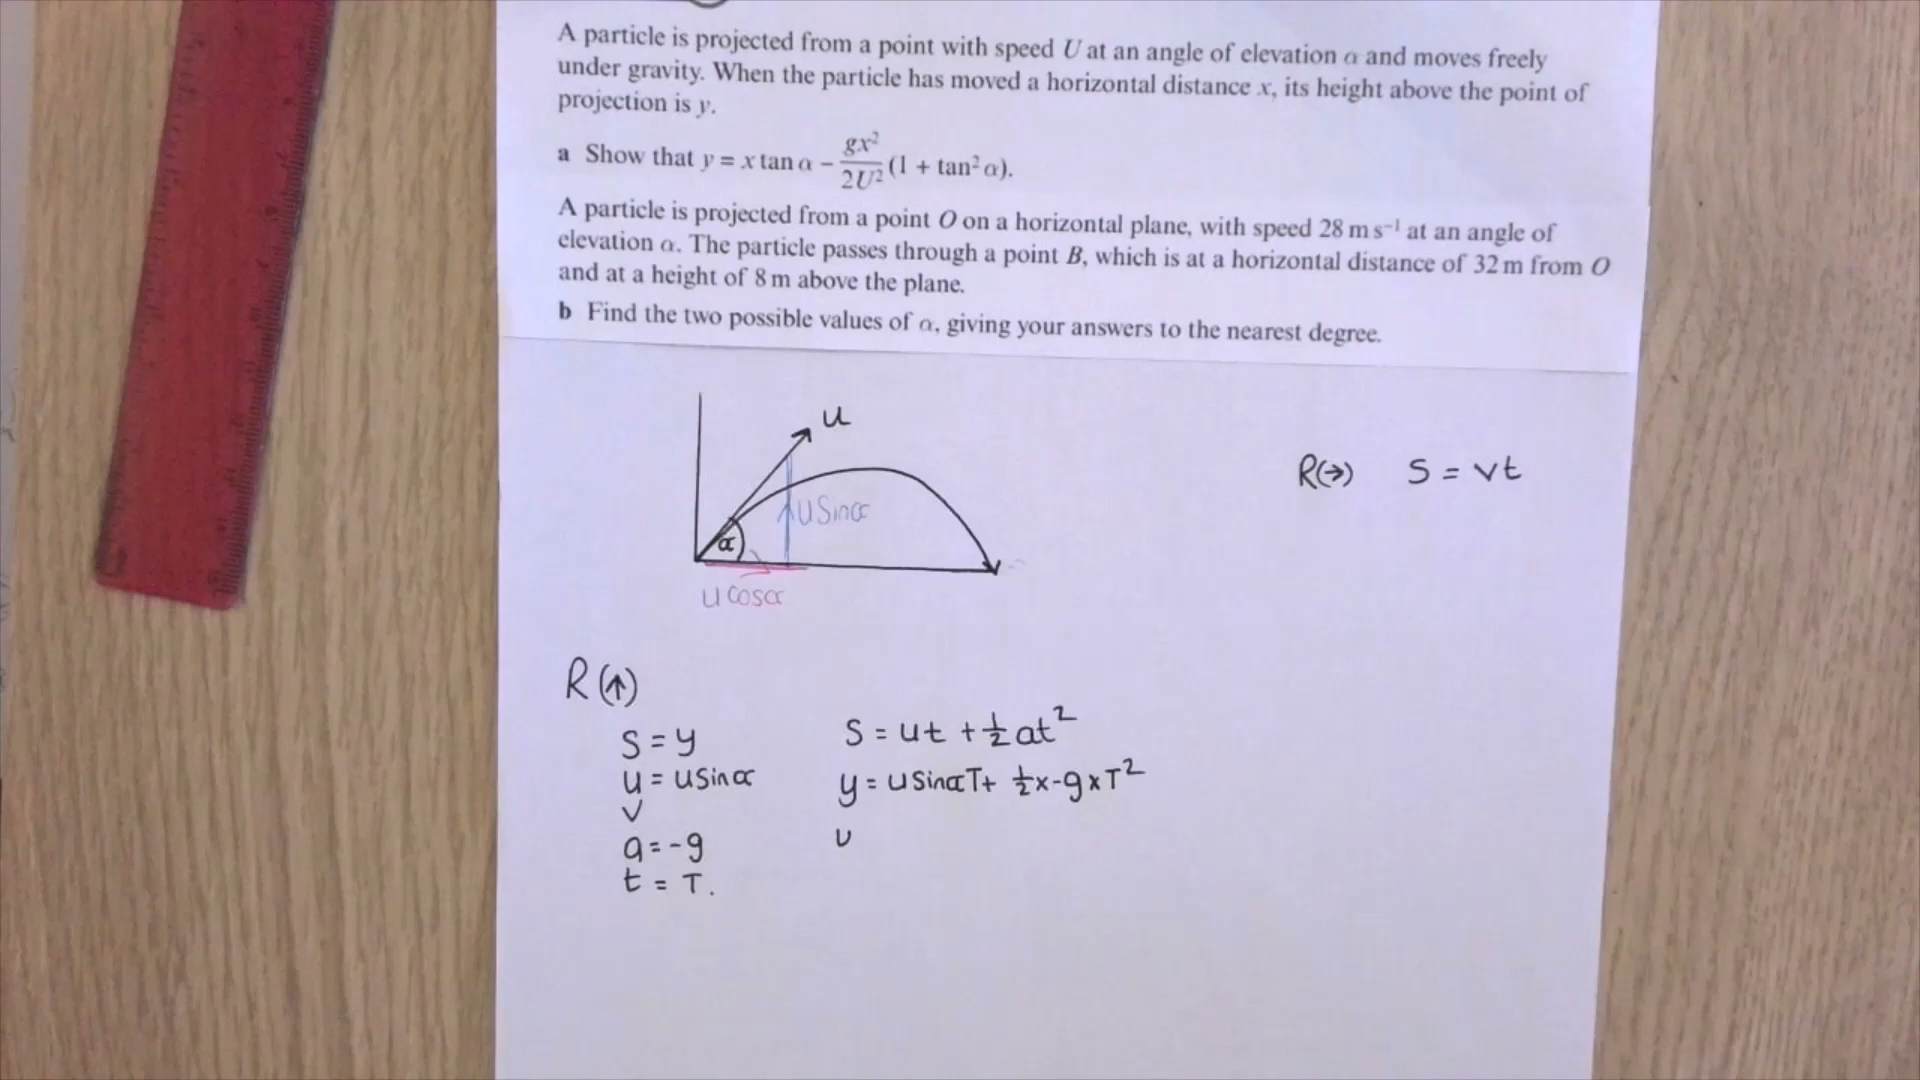 A particle is projected from a point with speed U at an angle of elevation α and moves freely
under gravity. When the particle has moved a horizontal distance x, its height above the point of
projection is y.
a Show that y = x tan α − gx²/2U² (1 + tan² α).
A particle is projected from a point O on a horizontal plane, with speed 28 m s⁻¹ at an angle of
elevation α. The particle passes through a point B, which is at a horizontal distance of 32 m from O
and at a height of 8 m above the plane.
b Find the two possible values of α, giving your answers to the nearest degree.
u
R(→) S = vt
uSinα
α
u cosα
R(↑)
S = y
u = uSinα
v
a = -g
t = T.
S = ut + ½at²
y = uSinαT + ½x-gxT²
u